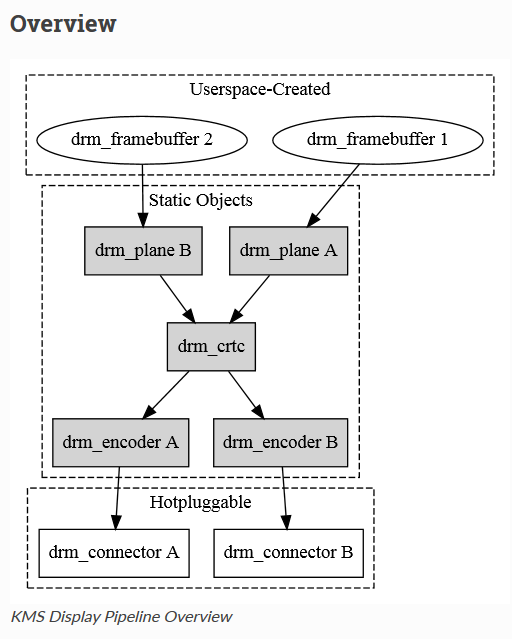 Overview
Userspace-Created
drm_framebuffer 2
drm_framebuffer 1
Static Objects
drm_plane B
drm_plane A
drm_crtc
drm_encoder A
drm_encoder B
Hotpluggable
drm_connector A
drm_connector B
KMS Display Pipeline Overview